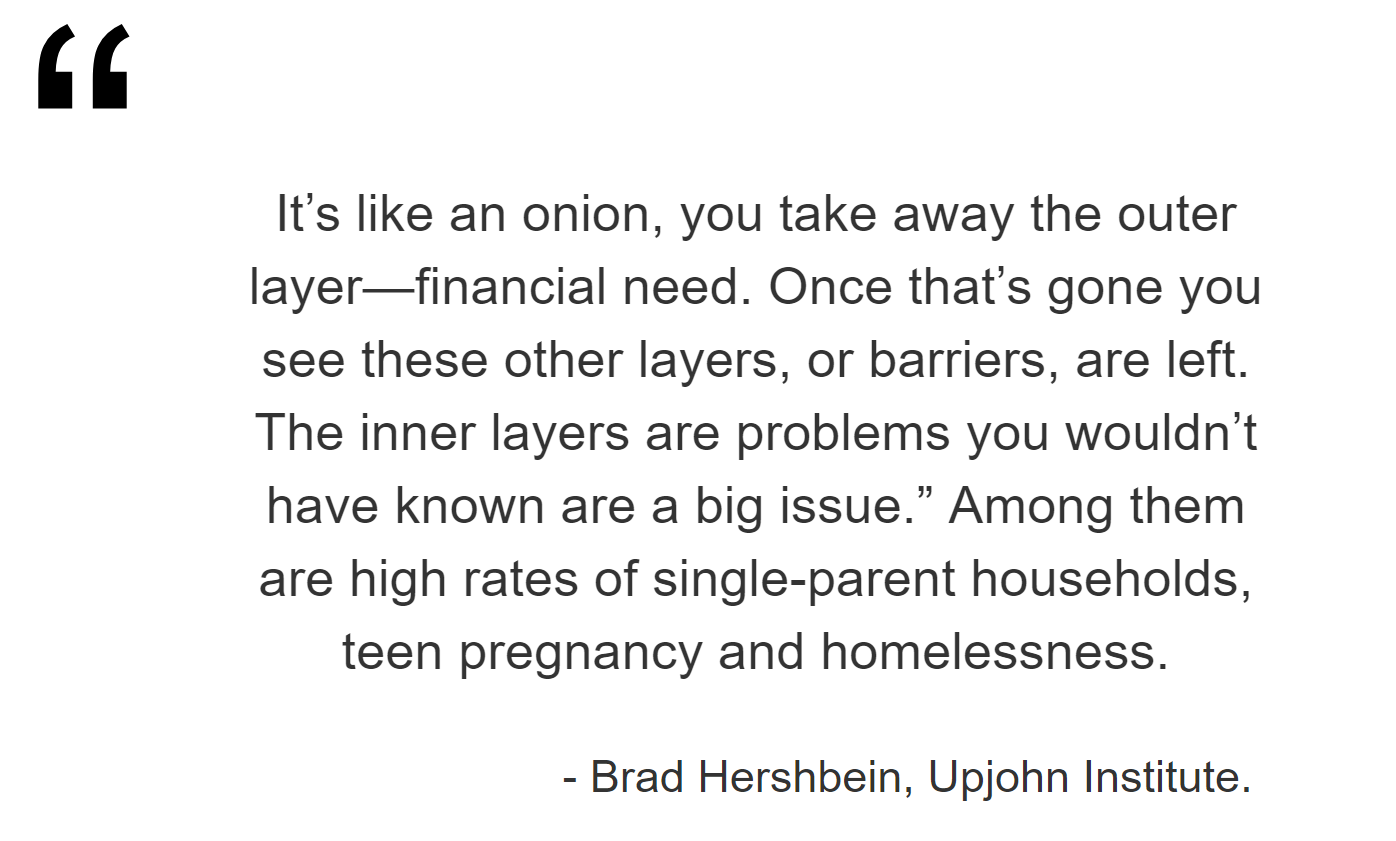 “
It’s like an onion, you take away the outer
layer—financial need. Once that’s gone you
see these other layers, or barriers, are left.
The inner layers are problems you wouldn’t
have known are a big issue.” Among them
are high rates of single-parent households,
teen pregnancy and homelessness.
- Brad Hershbein, Upjohn Institute.